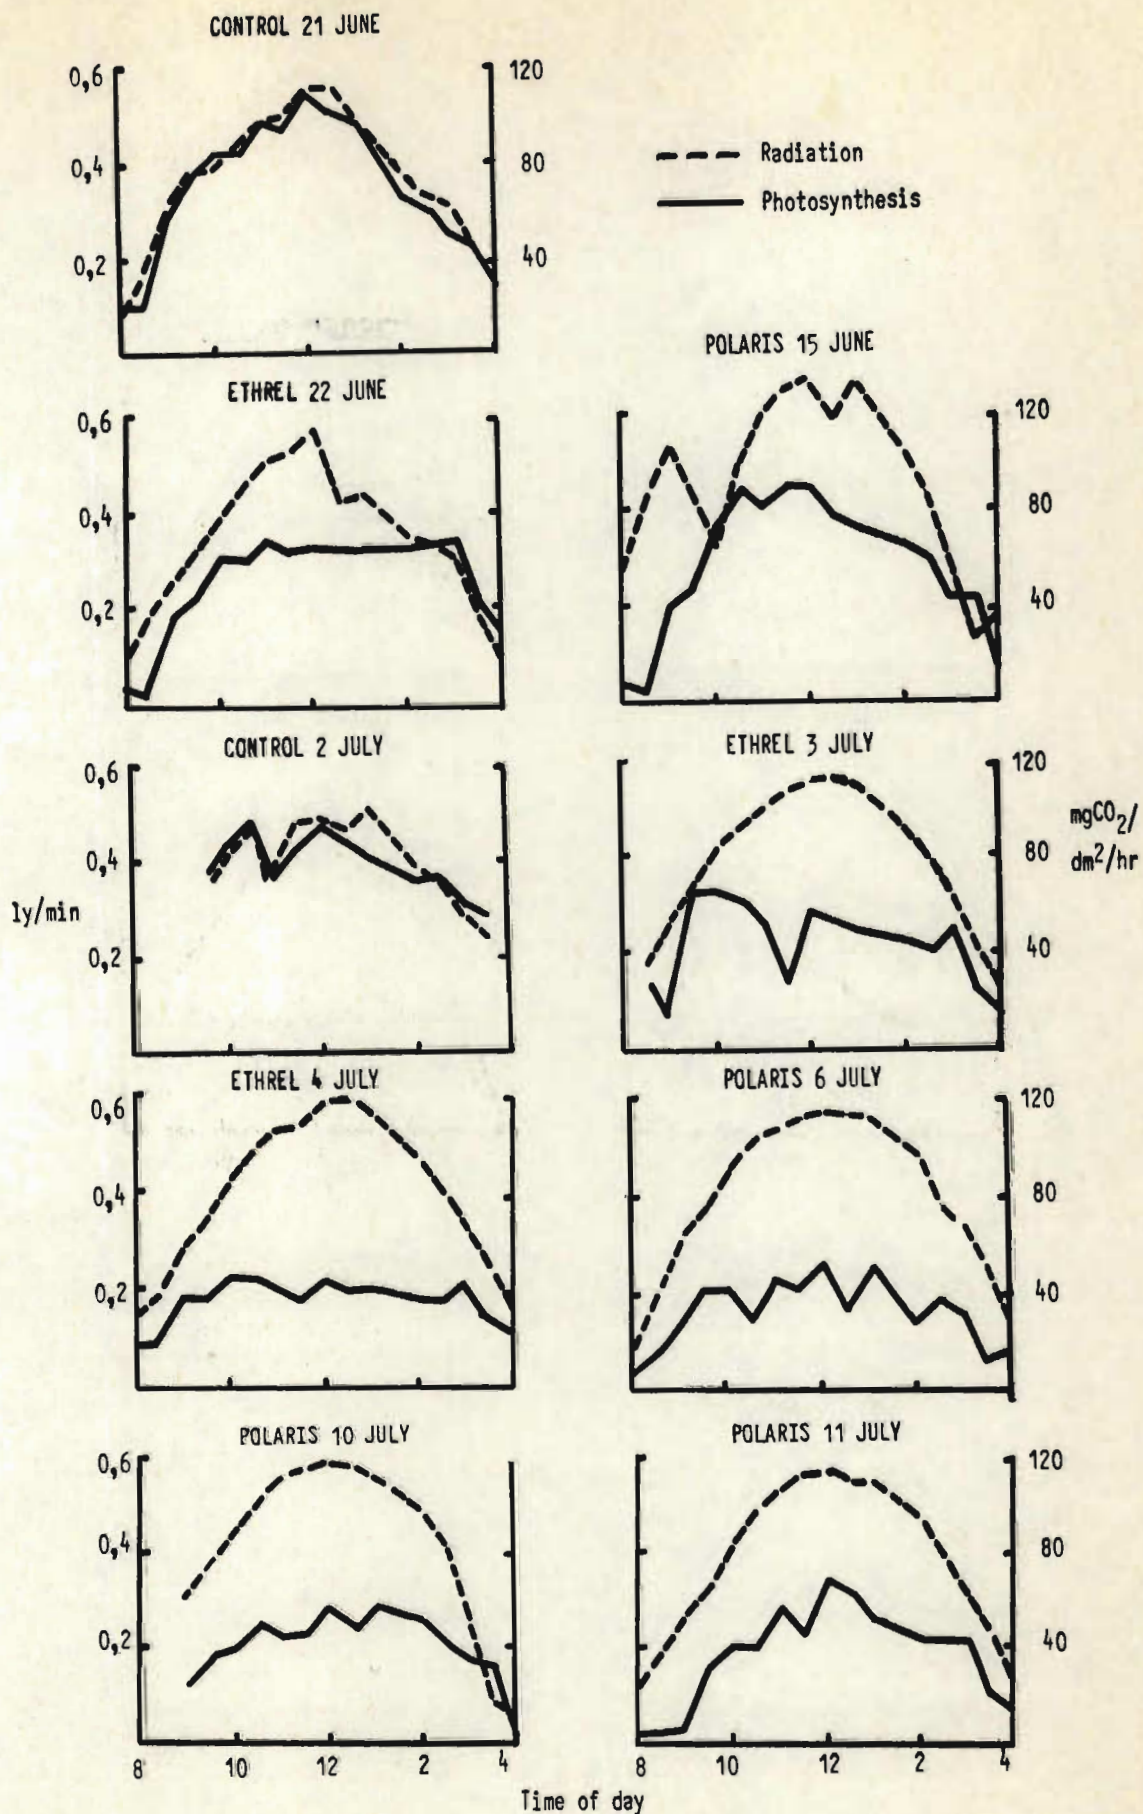 CONTROL 21 JUNE
0,6
0,4
0,2
120
80
40
Radiation
Photosynthesis
ETHREL 22 JUNE
0,6
0,4
0,2
POLARIS 15 JUNE
120
80
40
CONTROL 2 JULY
0,6
0,4
0,2
ly/min
ETHREL 3 JULY
120
80
40
mgCO₂/
dm²/hr
ETHREL 4 JULY
0,6
0,4
0,2
POLARIS 6 JULY
120
80
40
POLARIS 10 JULY
0,6
0,4
0,2
8 10 12 2 4
POLARIS 11 JULY
120
80
40
8 10 12 2 4
Time of day